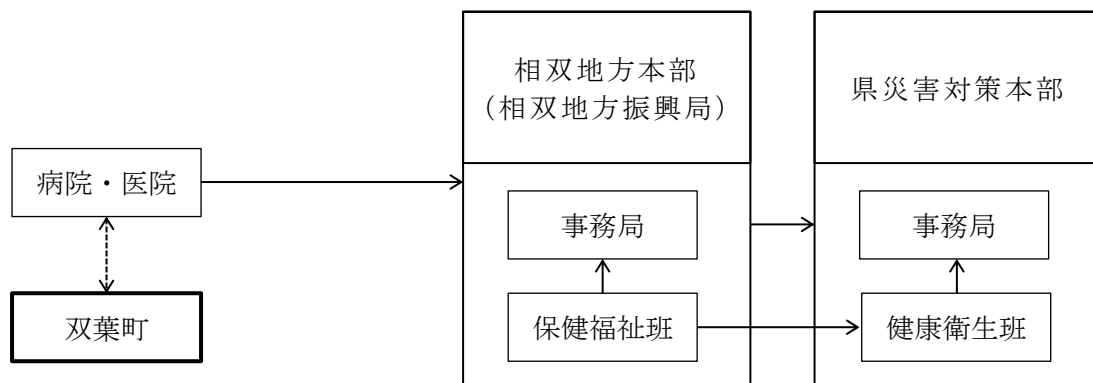 相双地方本部
（相双地方振興局）
県災害対策本部
病院・医院
事務局
事務局
双葉町
保健福祉班
健康衛生班